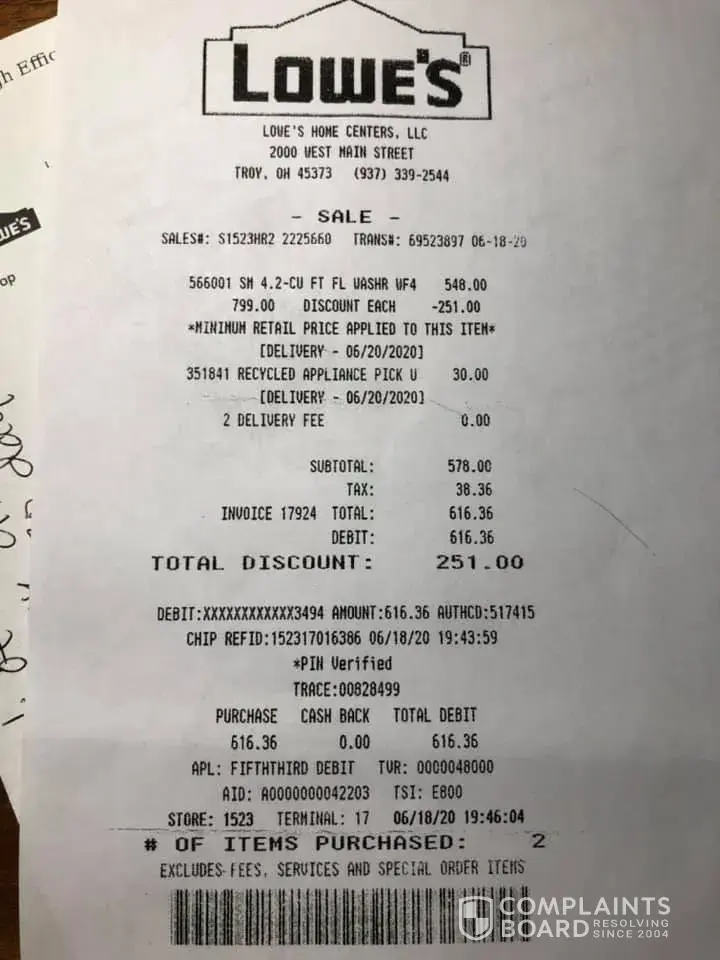 gh Effic
WE'S
op
LOWE'S®
LOWE'S HOME CENTERS, LLC
2000 WEST MAIN STREET
TROY, OH 45373 (937) 339-2544
- SALE -
SALES#: S1523HR2 2225660 TRANS#: 69523897 06-18-20
566001 SM 4.2-CU FT FL WASHR WF4 548.00
799.00 DISCOUNT EACH -251.00
*MINIMUM RETAIL PRICE APPLIED TO THIS ITEM*
[DELIVERY - 06/20/2020]
351841 RECYCLED APPLIANCE PICK U 30.00
[DELIVERY - 06/20/2020]
2 DELIVERY FEE 0.00
SUBTOTAL: 578.00
TAX: 38.36
INVOICE 17924 TOTAL: 616.36
DEBIT: 616.36
TOTAL DISCOUNT: 251.00
DEBIT:XXXXXXXXXXXX3494 AMOUNT:616.36 AUTHCD:517415
CHIP REFID:152317016386 06/18/20 19:43:59
*PIN Verified
TRACE:00828499
PURCHASE CASH BACK TOTAL DEBIT
616.36 0.00 616.36
APL: FIFTHTHIRD DEBIT TVR: 0000048000
AID: A0000000042203 TSI: E800
STORE: 1523 TERMINAL: 17 06/18/20 19:46:04
# OF ITEMS PURCHASED: 2
EXCLUDES FEES, SERVICES AND SPECIAL ORDER ITEMS
COMPLAINTS
BOARD RESOLVING SINCE 2004